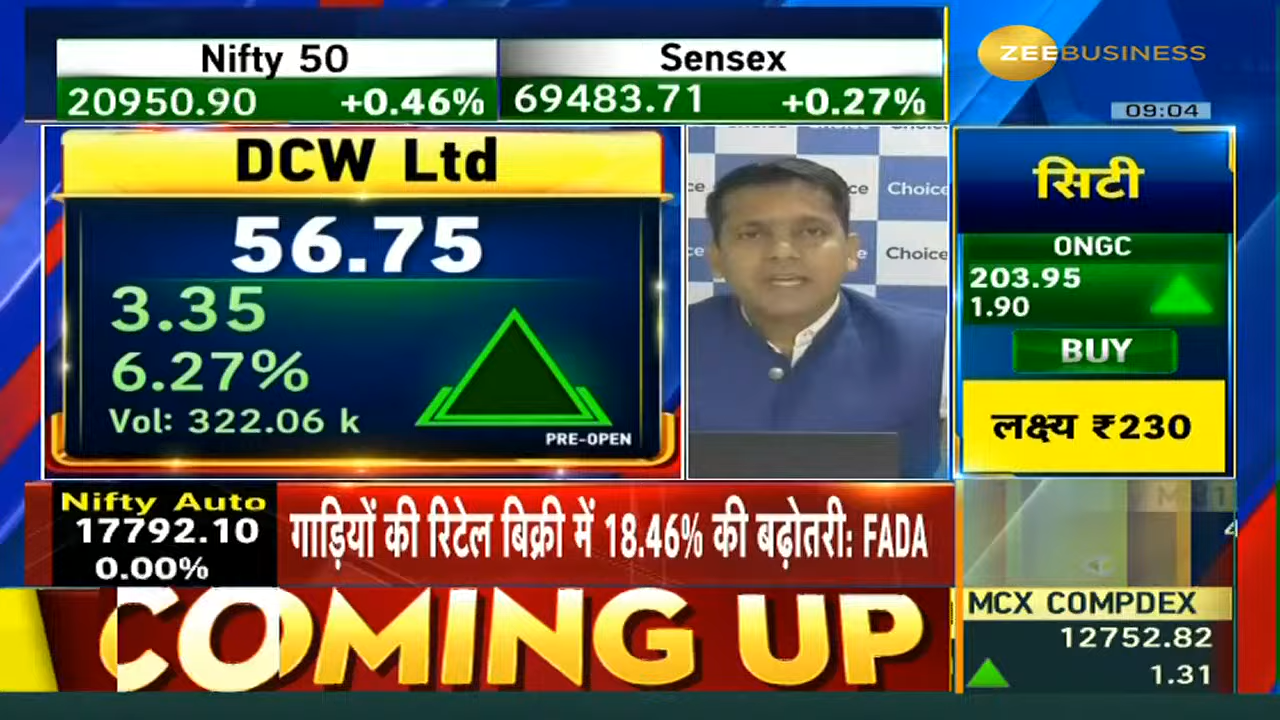 Nifty 50
20950.90 +0.46%
Sensex
69483.71 +0.27%
ZEEBUSINESS
09:04
DCW Ltd
56.75
3.35
6.27%
Vol: 322.06 k
PRE-OPEN
Choice
Choice
सिटी
ONGC
203.95
1.90
BUY
लक्ष्य ₹230
Nifty Auto
17792.10
0.00%
गाड़ियों की रिटेल बिक्री में 18.46% की बढ़ोतरी: FADA
COMING UP
MCX COMPDEX
12752.82
1.31